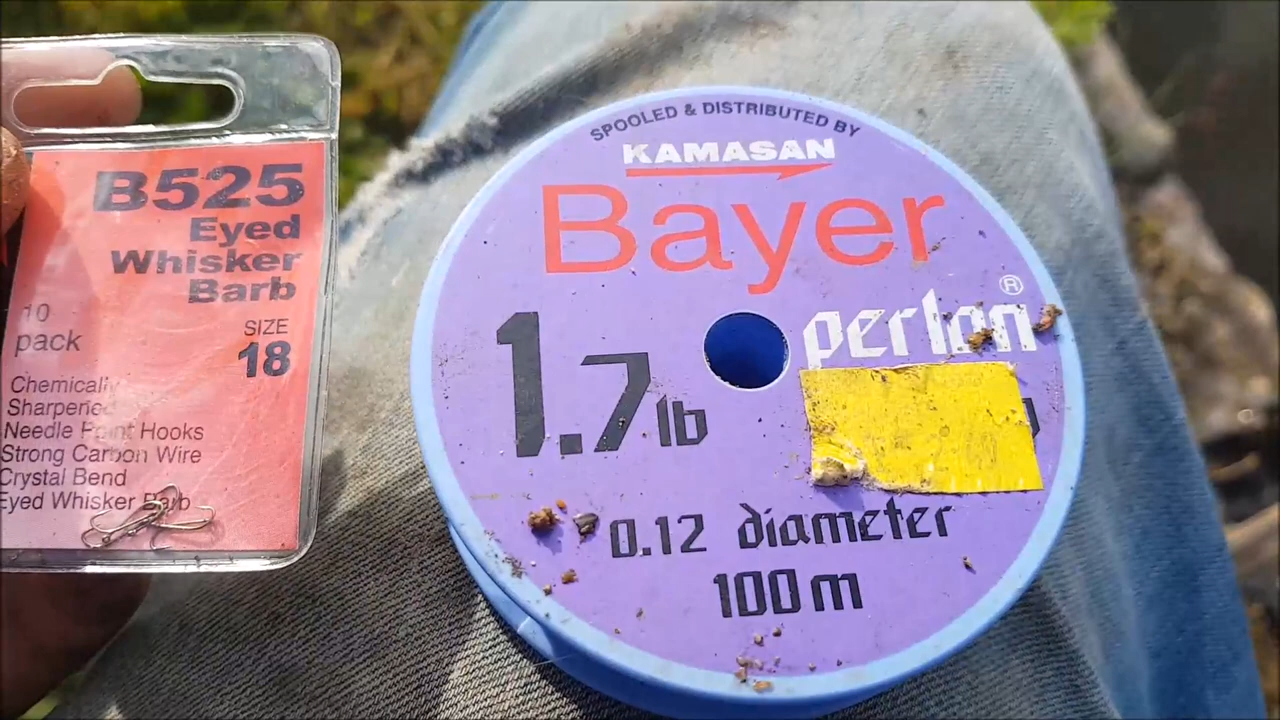 B525
Eyed
Whisker
Barb
10
pack
SIZE
18
Chemically
Sharpened
Needle Point Hooks
Strong Carbon Wire
Crystal Bend
Eyed Whisker Barb
SPOOLED & DISTRIBUTED BY
KAMASAN
Bayer
perlon ®
1.7 lb
0.12 diameter
100 m